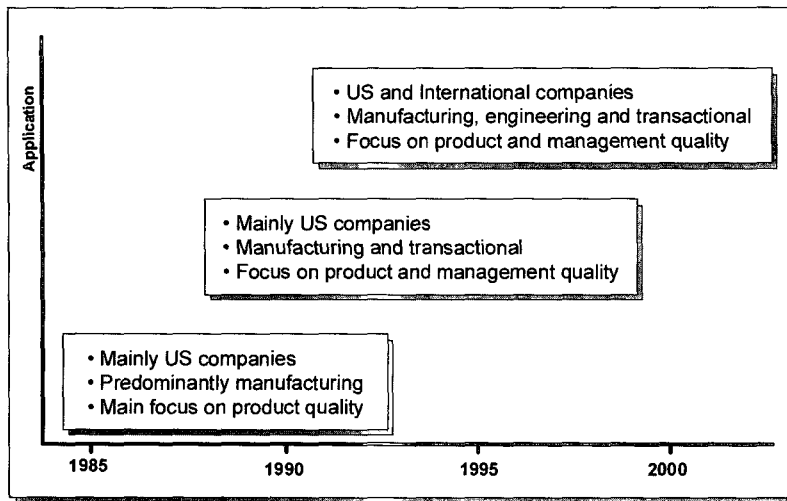 Application
• US and International companies
• Manufacturing, engineering and transactional
• Focus on product and management quality
• Mainly US companies
• Manufacturing and transactional
• Focus on product and management quality
• Mainly US companies
• Predominantly manufacturing
• Main focus on product quality
1985 1990 1995 2000